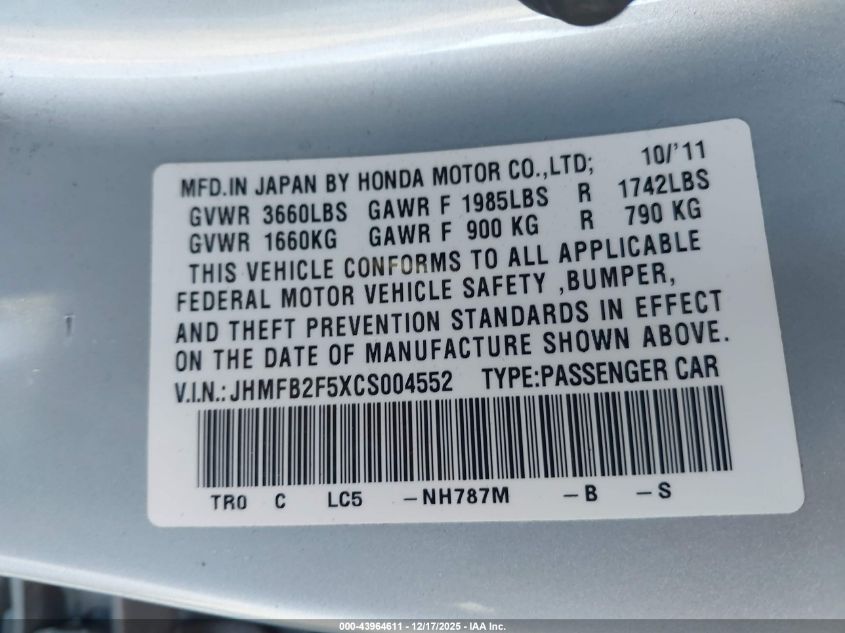 MFD.IN JAPAN BY HONDA MOTOR CO.,LTD; 10/'11
GVWR 3660LBS GAWR F 1985LBS R 1742LBS
GVWR 1660KG GAWR F 900 KG R 790 KG
THIS VEHICLE CONFORMS TO ALL APPLICABLE
FEDERAL MOTOR VEHICLE SAFETY ,BUMPER,
AND THEFT PREVENTION STANDARDS IN EFFECT
ON THE DATE OF MANUFACTURE SHOWN ABOVE.
V.I.N.: JHMFB2F5XCS004552 TYPE:PASSENGER CAR
TR0 C LC5 -NH787M -B -S
000-43964611 - 12/17/2025 - IAA Inc.